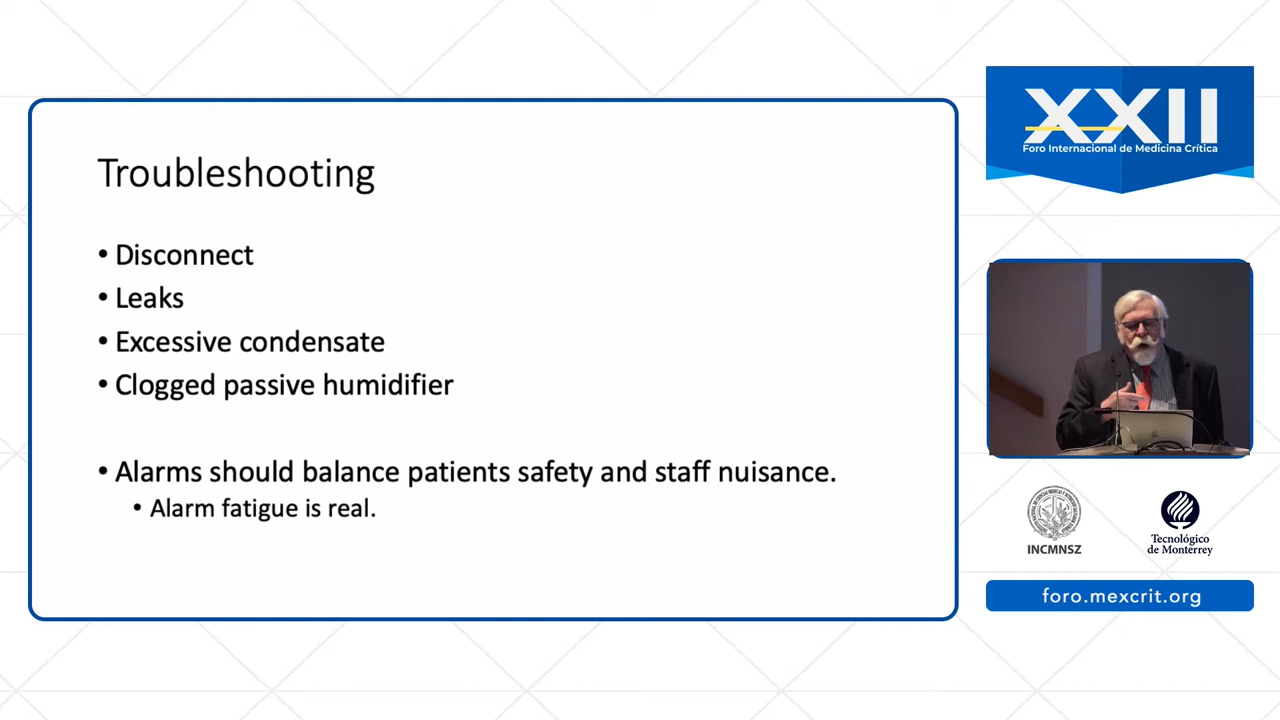 Troubleshooting
• Disconnect
• Leaks
• Excessive condensate
• Clogged passive humidifier
• Alarms should balance patients safety and staff nuisance.
• Alarm fatigue is real.
XXII
Foro Internacional de Medicina Crítica
INCMNSZ
Tecnológico
de Monterrey
foro.mexcrit.org